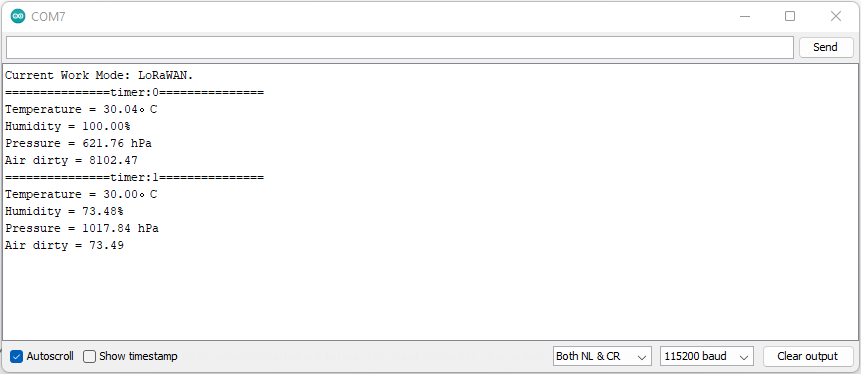 COM7
Send
Current Work Mode: LoRaWAN.
===============timer:0===============
Temperature = 30.04° C
Humidity = 100.00%
Pressure = 621.76 hPa
Air dirty = 8102.47
===============timer:1===============
Temperature = 30.00° C
Humidity = 73.48%
Pressure = 1017.84 hPa
Air dirty = 73.49
Autoscroll Show timestamp Both NL & CR 115200 baud Clear output